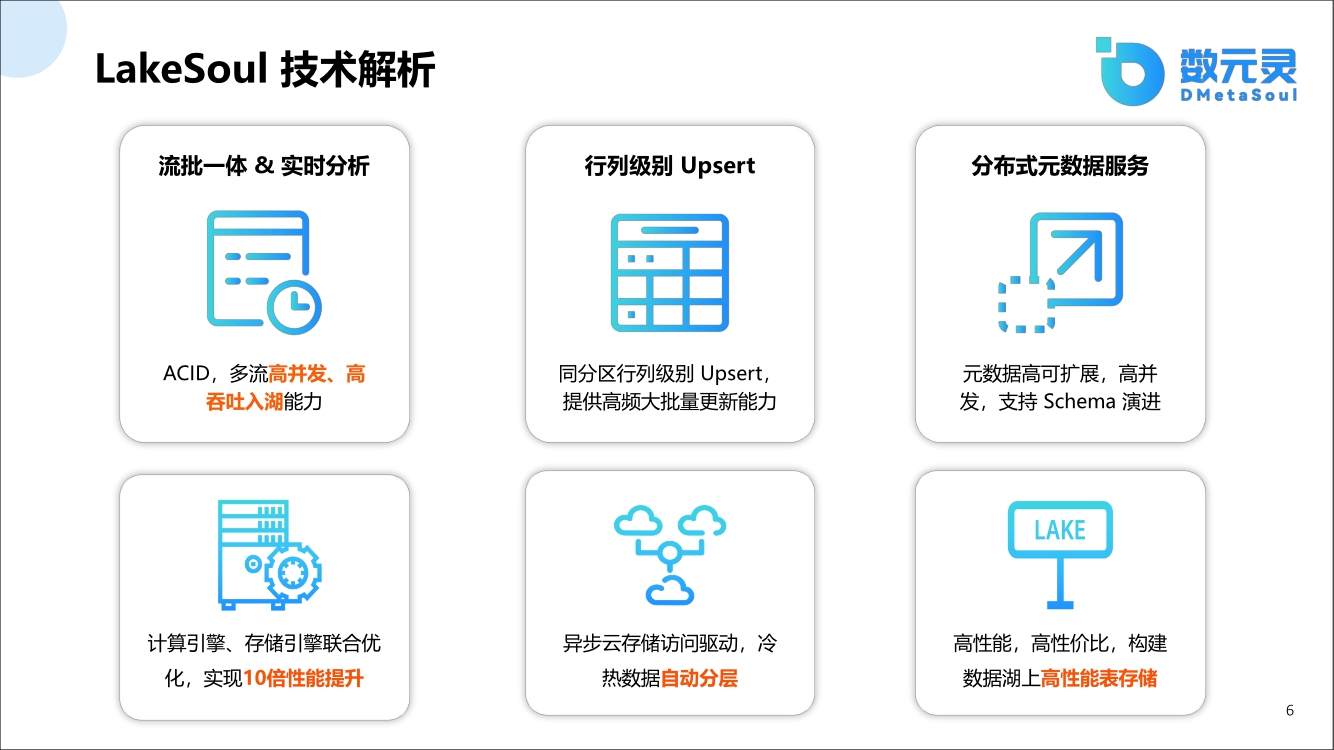 LakeSoul 技术解析
数元灵
DMetaSoul
流批一体 & 实时分析
ACID，多流高并发、高
吞吐入湖能力
行列级别 Upsert
同分区行列级别 Upsert，
提供高频大批量更新能力
分布式元数据服务
元数据高可扩展，高并
发，支持 Schema 演进
计算引擎、存储引擎联合优
化，实现10倍性能提升
异步云存储访问驱动，冷
热数据自动分层
LAKE
高性能，高性价比，构建
数据湖上高性能表存储
6